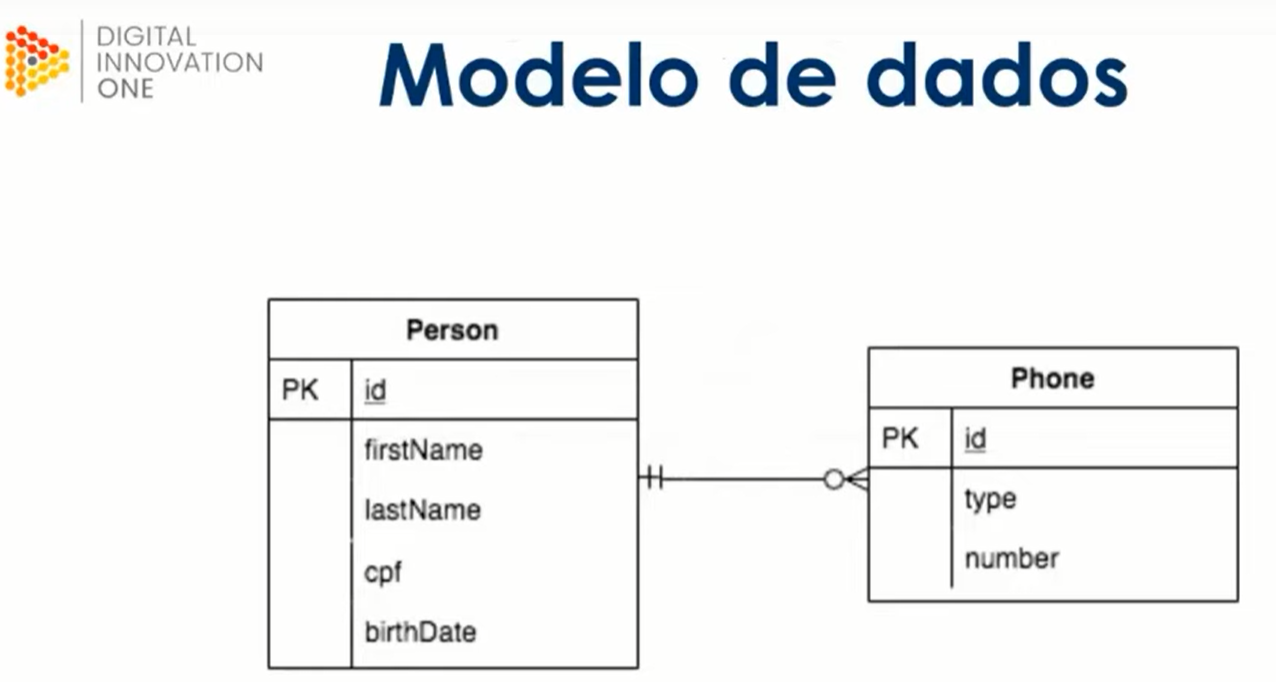 DIGITAL
INNOVATION
ONE
Modelo de dados
Person
PK id
firstName
lastName
cpf
birthDate
Phone
PK id
type
number